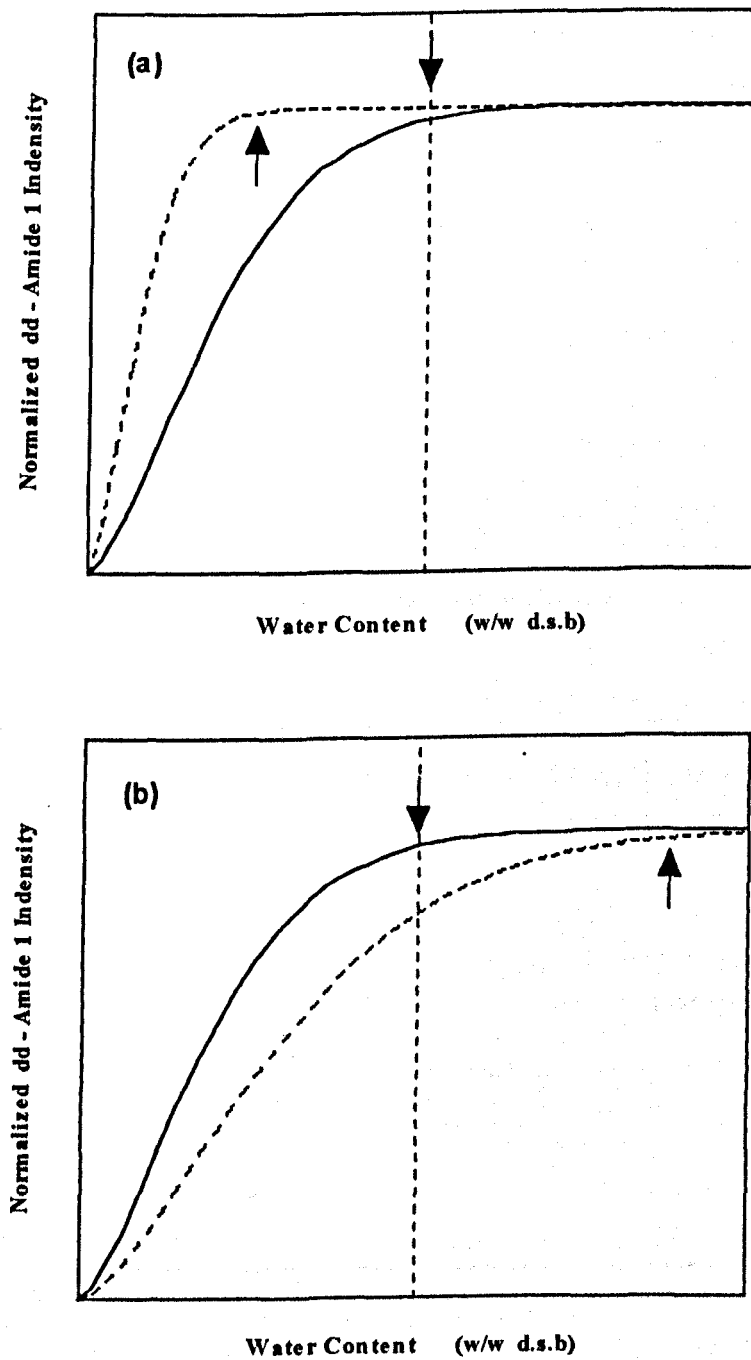 (a)
Normalized dd - Amide 1 Indensity
Water Content (w/w d.s.b)
(b)
Normalized dd - Amide 1 Indensity
Water Content (w/w d.s.b)